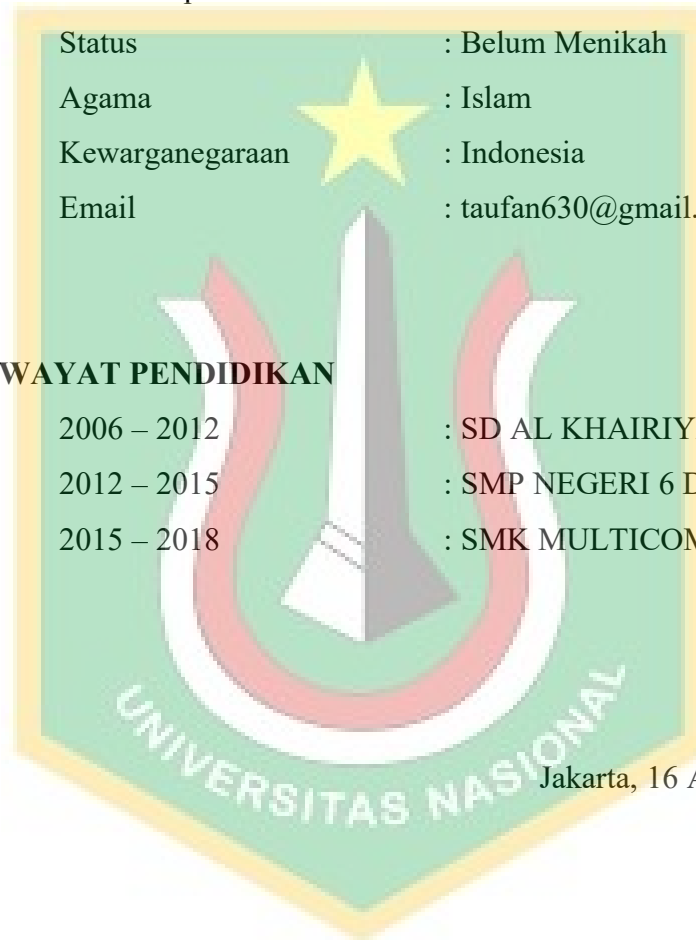 Status : Belum Menikah
Agama : Islam
Kewarganegaraan : Indonesia
Email : taufan630@gmail.
WAYAT PENDIDIKAN
2006 – 2012 : SD AL KHAIRIY
2012 – 2015 : SMP NEGERI 6 D
2015 – 2018 : SMK MULTICOM
UNIVERSITAS NASIONAL
Jakarta, 16 A